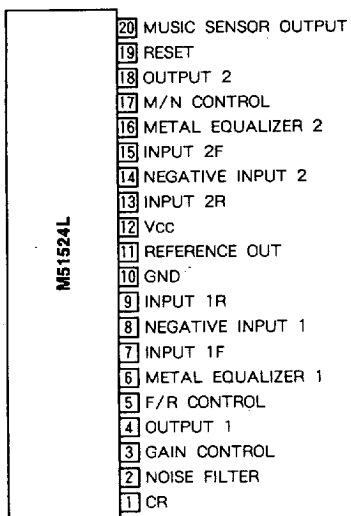 20 MUSIC SENSOR OUTPUT
19 RESET
18 OUTPUT 2
17 M/N CONTROL
16 METAL EQUALIZER 2
15 INPUT 2F
14 NEGATIVE INPUT 2
13 INPUT 2R
12 Vcc
11 REFERENCE OUT
10 GND
9 INPUT 1R
8 NEGATIVE INPUT 1
7 INPUT 1F
6 METAL EQUALIZER 1
5 F/R CONTROL
4 OUTPUT 1
3 GAIN CONTROL
2 NOISE FILTER
1 CR
M51524L